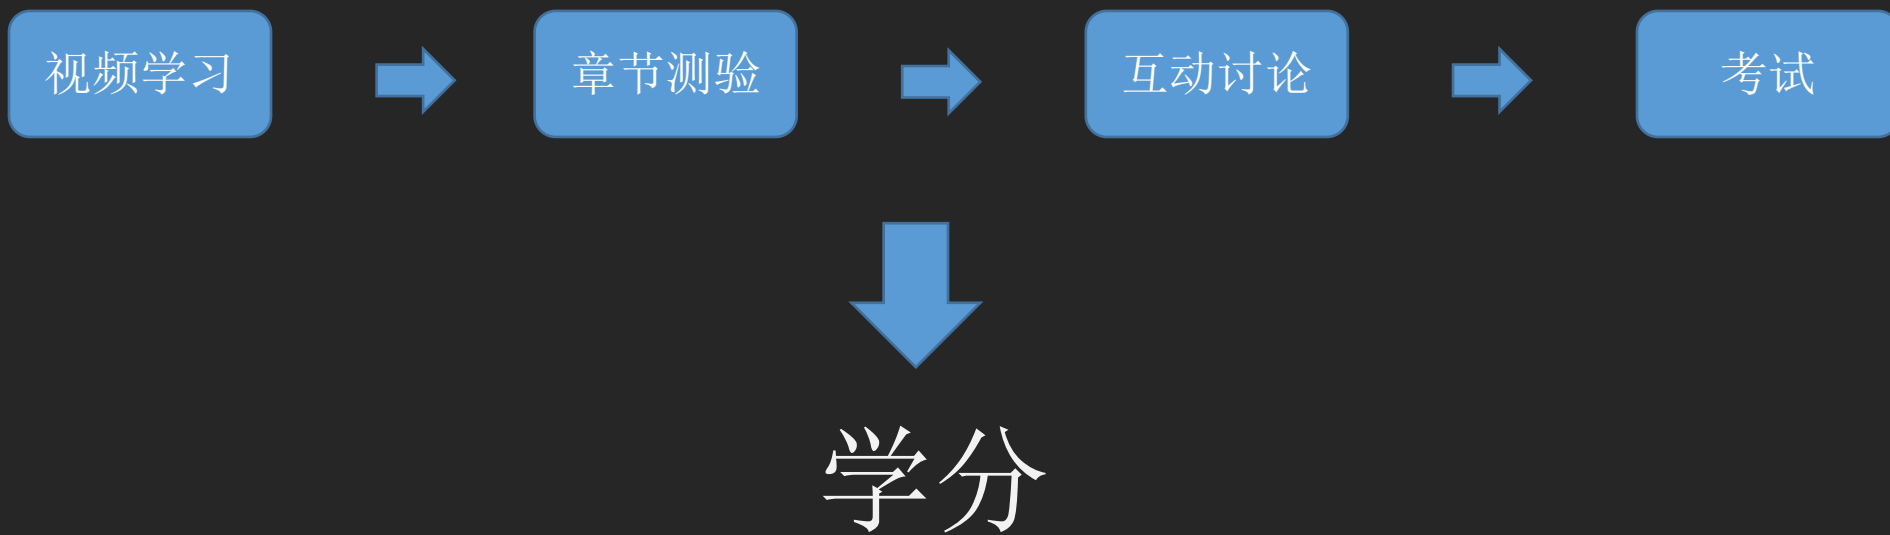 视频学习
章节测验
互动讨论
考试
学分